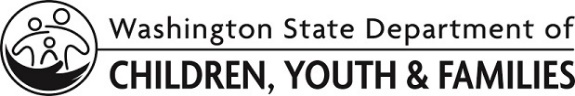 Washington State Department of
CHILDREN, YOUTH & FAMILIES